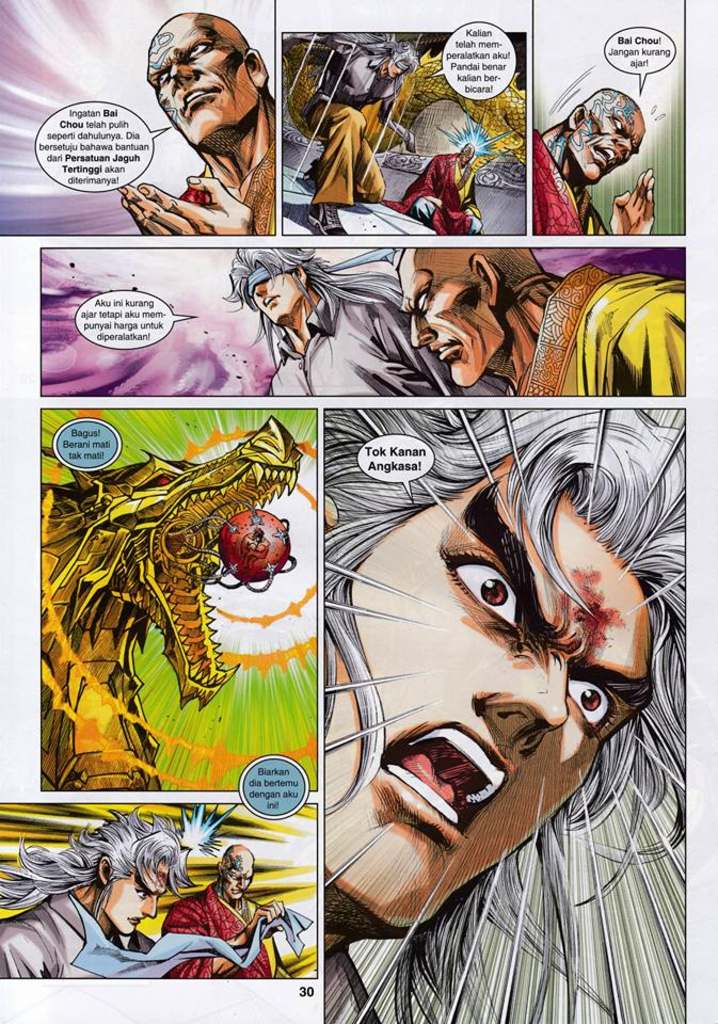 Ingatan Bai
Chou telah pulih
seperti dahulunya. Dia
bersetuju bahawa bantuan
dari Persatuan Jaguh
Tertinggi akan
diterimanya!
Kalian
telah mem-
peralatkan aku!
Pandai benar
kalian ber-
bicara!
Bai Chou!
Jangan kurang
ajar!
Aku ini kurang
ajar tetapi aku mem-
punyai harga untuk
diperalatkan!
Bagus!
Berani mati
tak mati!
Tok Kanan
Angkasa!
Biarkan
dia bertemu
dengan aku
ini!
30